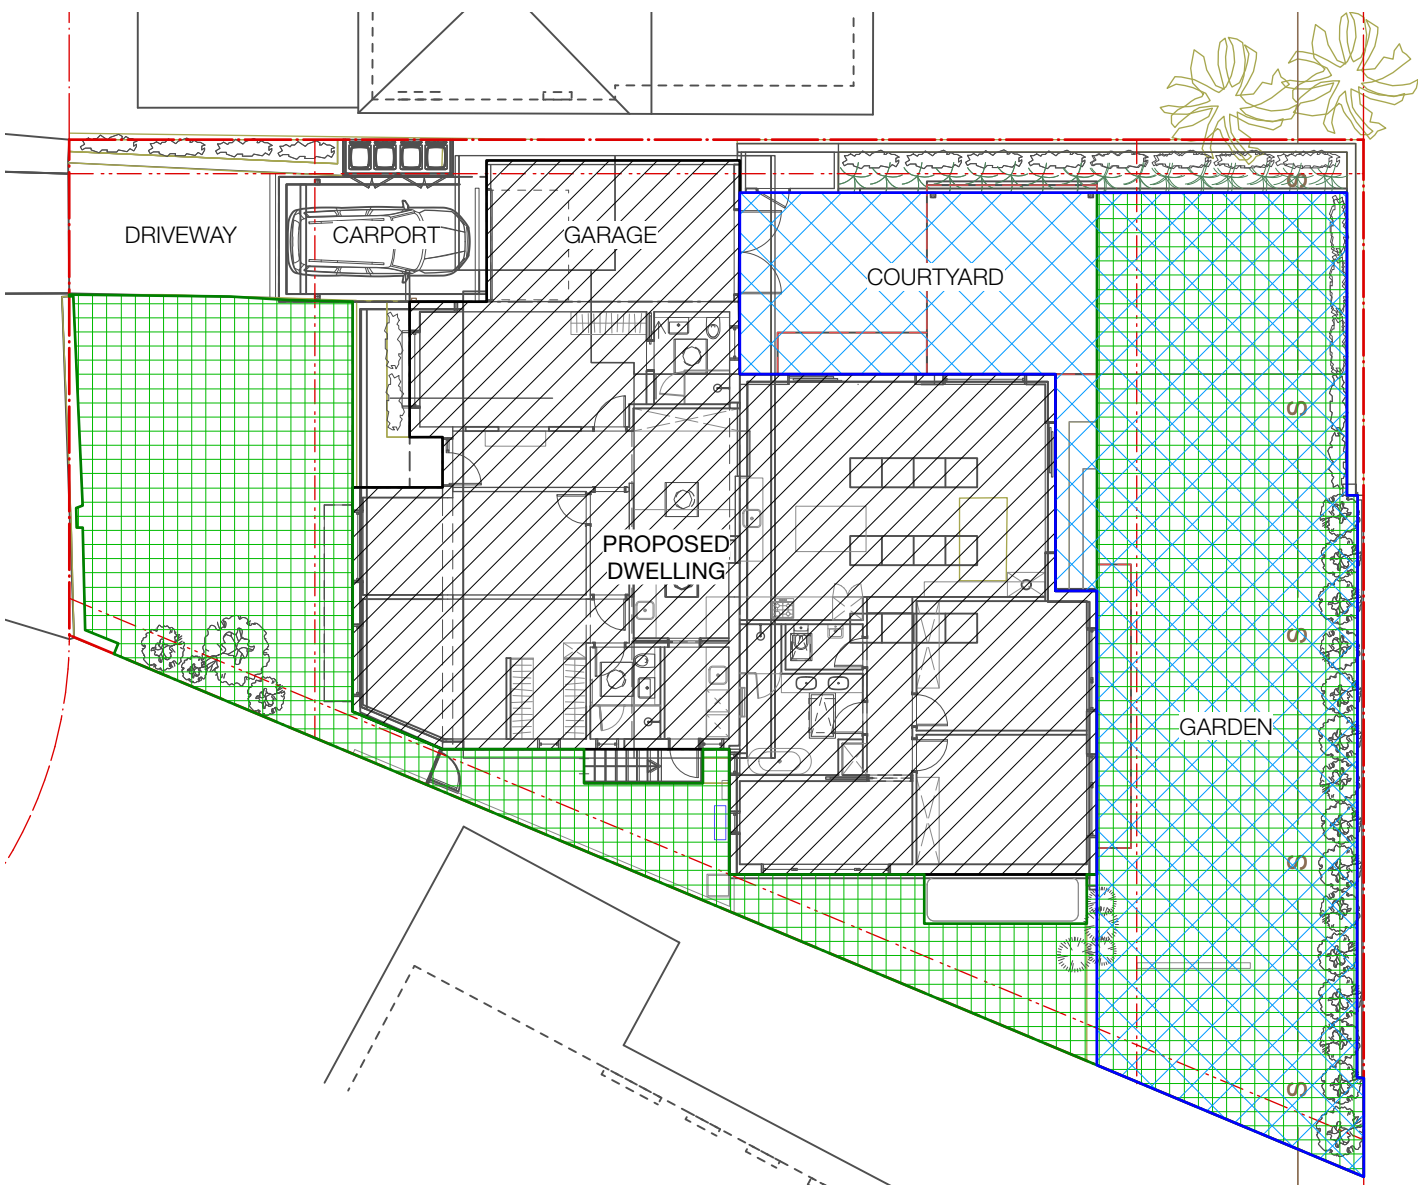 DRIVEWAY
CARPORT
GARAGE
COURTYARD
PROPOSED
DWELLING
GARDEN
S
S
S
S
S